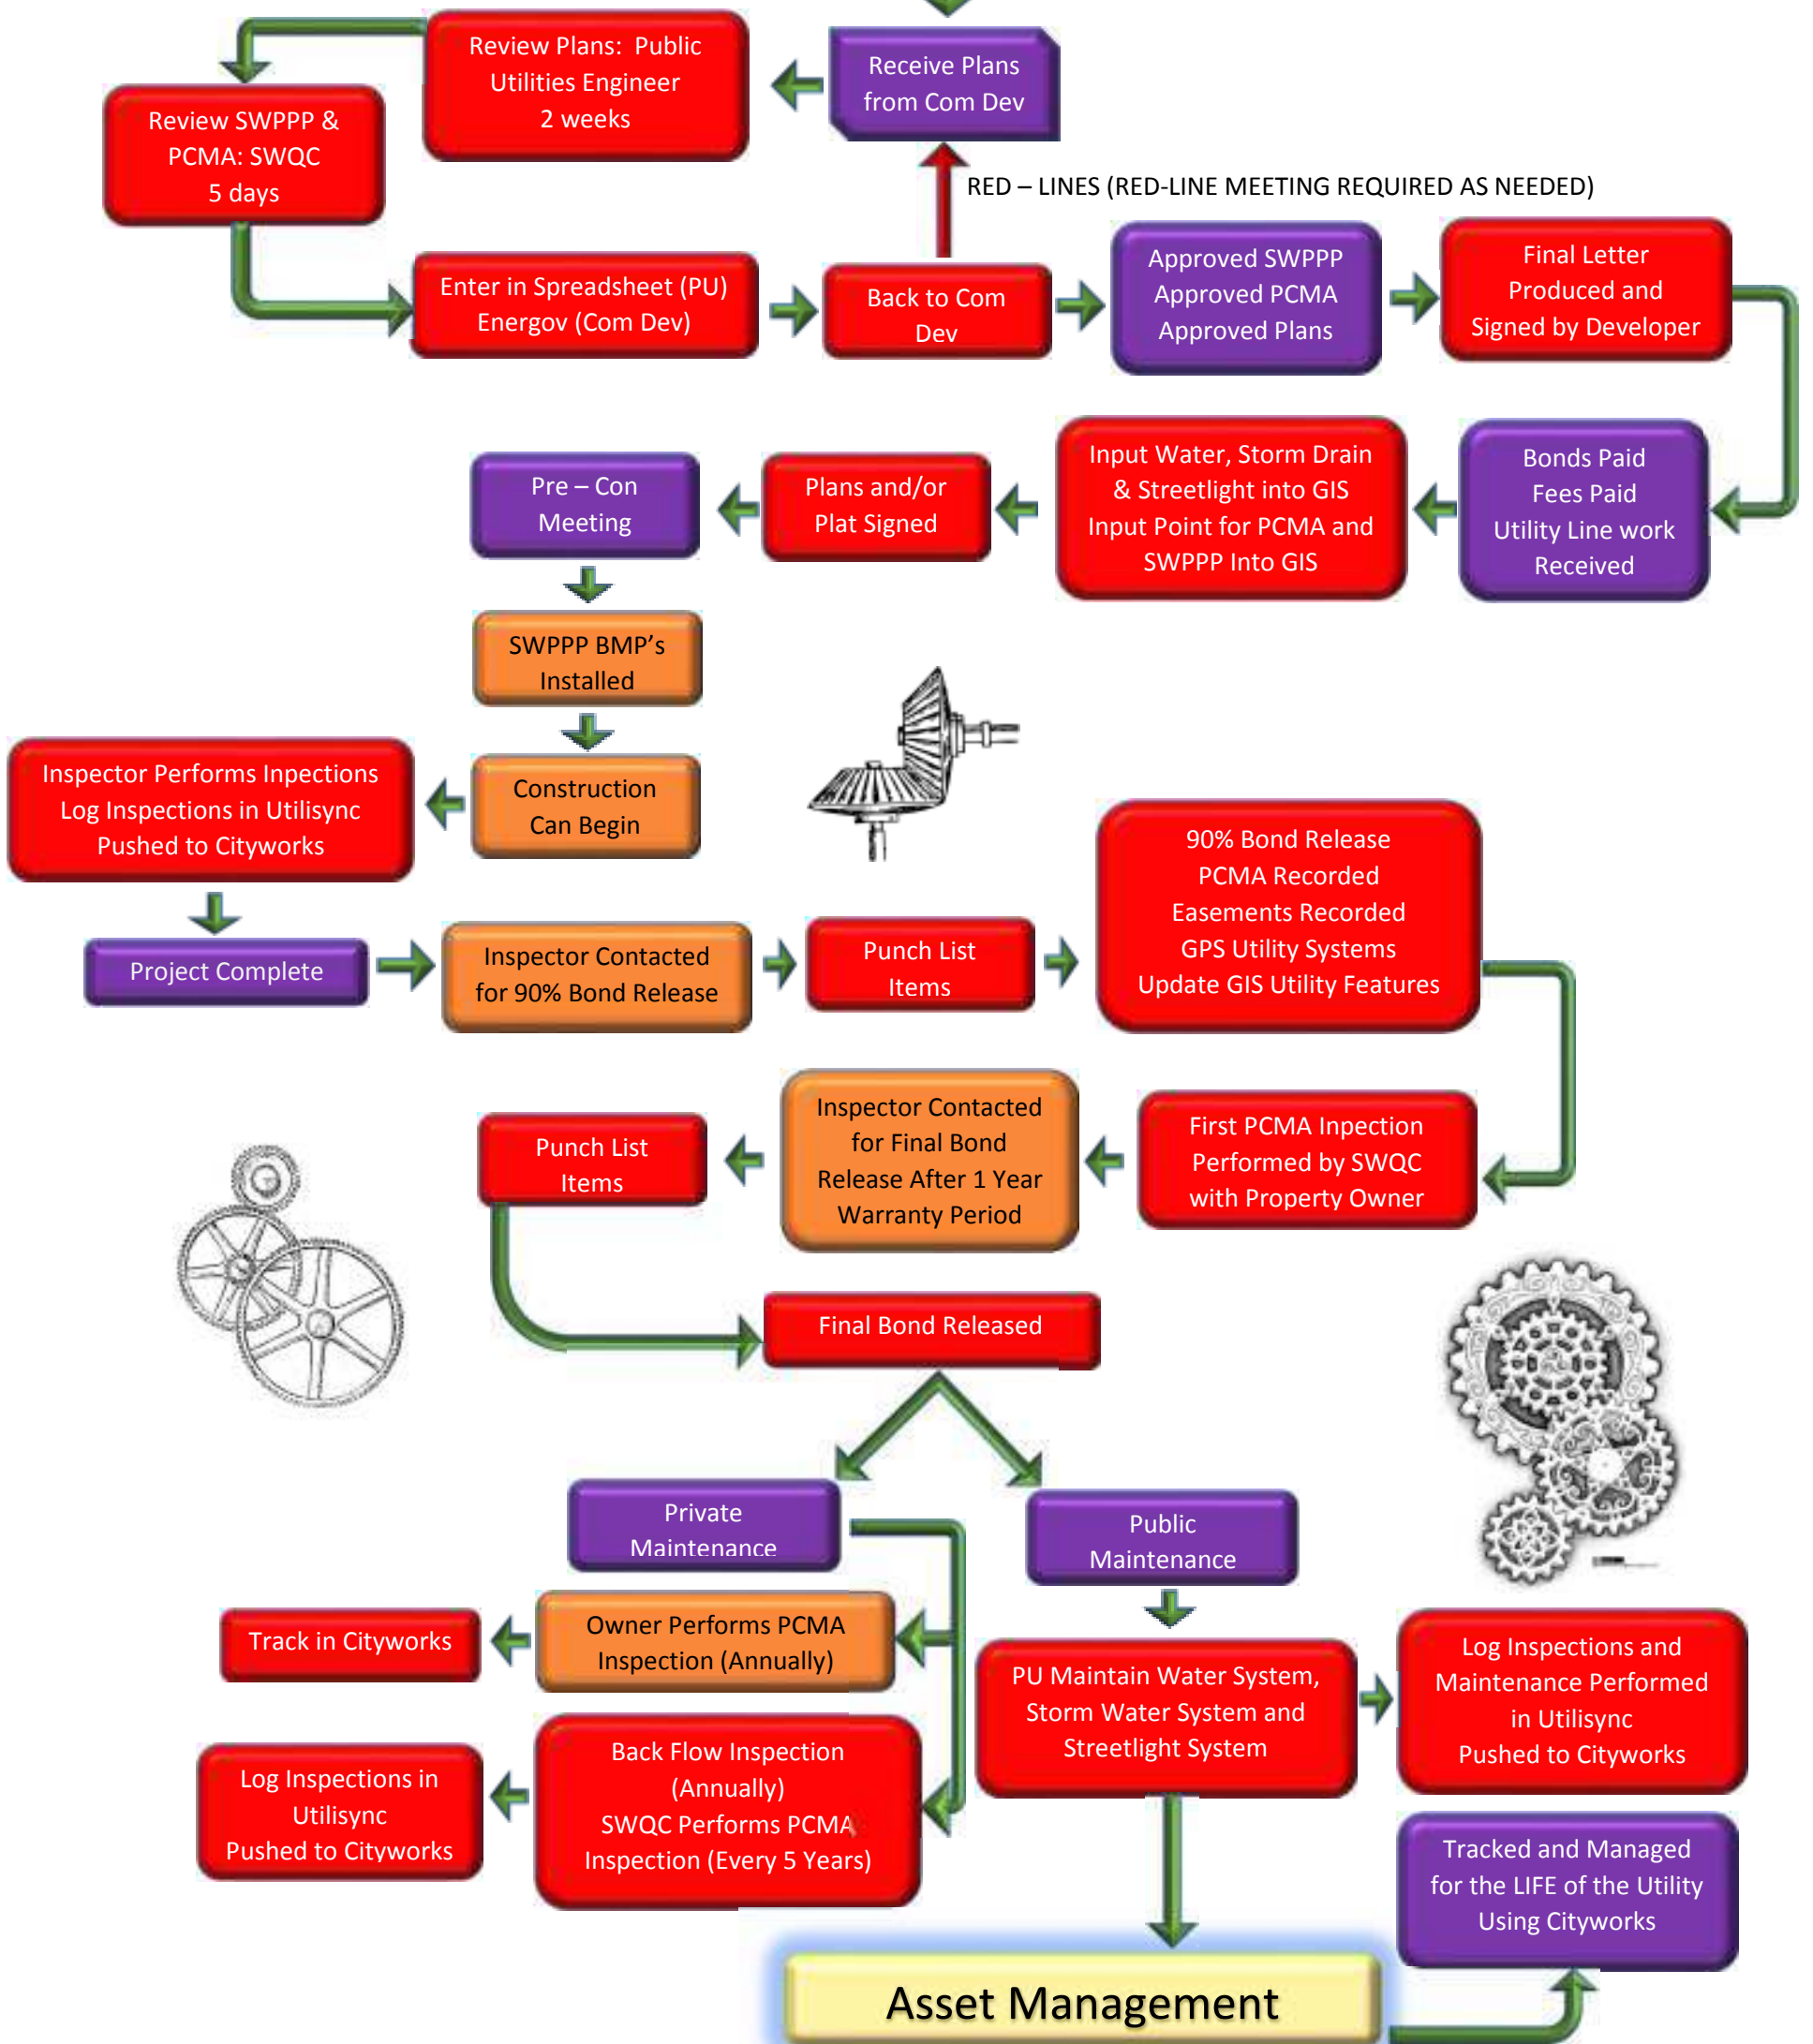 Receive Plans
from Com Dev
Review Plans:  Public
Utilities Engineer
2 weeks
Review SWPPP &
PCMA: SWQC
5 days
RED – LINES (RED-LINE MEETING REQUIRED AS NEEDED)
Enter in Spreadsheet (PU)
Energov (Com Dev)
Back to Com
Dev
Approved SWPPP
Approved PCMA
Approved Plans
Final Letter
Produced and
Signed by Developer
Bonds Paid
Fees Paid
Utility Line work
Received
Input Water, Storm Drain
& Streetlight into GIS
Input Point for PCMA and
SWPPP Into GIS
Plans and/or
Plat Signed
Pre – Con
Meeting
SWPPP BMP's
Installed
Construction
Can Begin
Inspector Performs Inpections
Log Inspections in Utilisync
Pushed to Cityworks
Project Complete
Inspector Contacted
for 90% Bond Release
Punch List
Items
90% Bond Release
PCMA Recorded
Easements Recorded
GPS Utility Systems
Update GIS Utility Features
First PCMA Inpection
Performed by SWQC
with Property Owner
Inspector Contacted
for Final Bond
Release After 1 Year
Warranty Period
Punch List
Items
Final Bond Released
Private
Maintenance
Public
Maintenance
Owner Performs PCMA
Inspection (Annually)
Track in Cityworks
Back Flow Inspection
(Annually)
SWQC Performs PCMA
Inspection (Every 5 Years)
Log Inspections in
Utilisync
Pushed to Cityworks
PU Maintain Water System,
Storm Water System and
Streetlight System
Log Inspections and
Maintenance Performed
in Utilisync
Pushed to Cityworks
Asset Management
Tracked and Managed
for the LIFE of the Utility
Using Cityworks